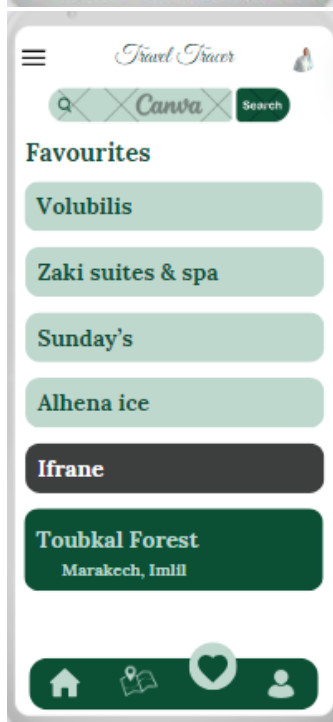 Travel Tracer
Canva
Search
Favourites
Volubilis
Zaki suites & spa
Sunday's
Alhena ice
Ifrane
Toubkal Forest
Marakech, Imlil